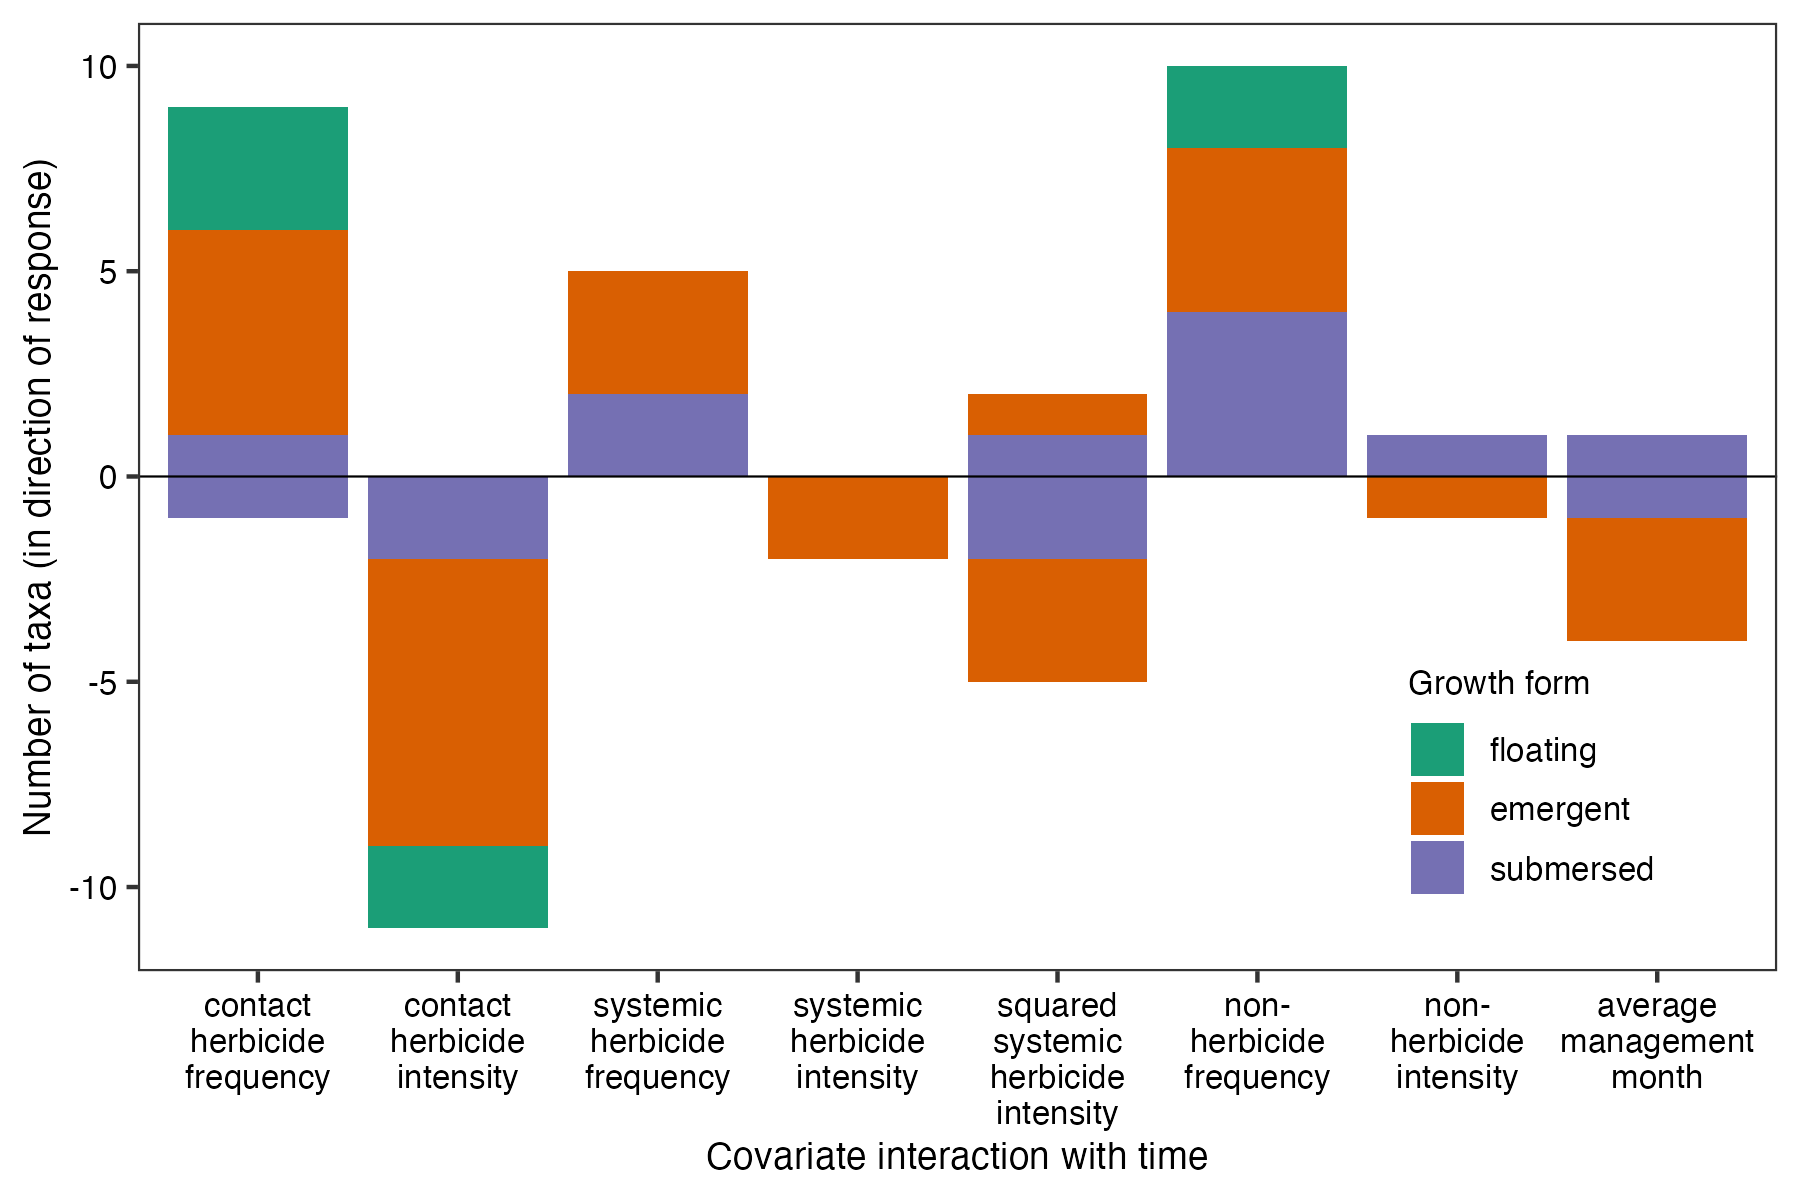 Number of taxa (in direction of response)
10
5
0
-5
-10
Growth form
floating
emergent
submersed
contact
herbicide
frequency
contact
herbicide
intensity
systemic
herbicide
frequency
systemic
herbicide
intensity
squared
systemic
herbicide
intensity
non-
herbicide
frequency
non-
herbicide
intensity
average
management
month
Covariate interaction with time